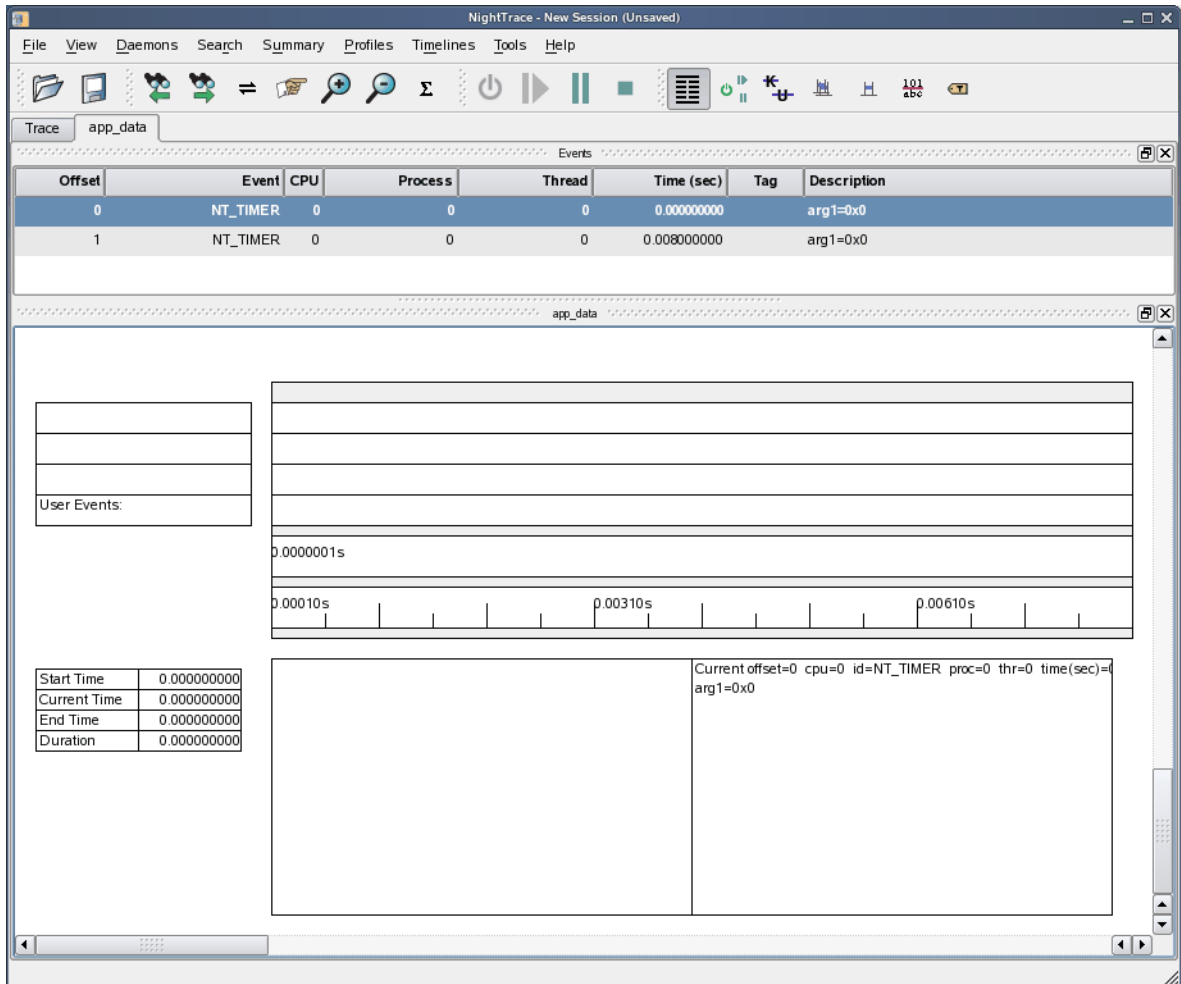 NightTrace - New Session (Unsaved)
File View Daemons Search Summary Profiles Timelines Tools Help
Σ K U 101 abc T
Trace app_data
Events
Offset Event CPU Process Thread Time (sec) Tag Description
0 NT_TIMER 0 0 0 0.000000000 arg1=0x0
1 NT_TIMER 0 0 0 0.008000000 arg1=0x0
app_data
User Events:
0.0000001s
0.00010s 0.00310s 0.00610s
Start Time 0.000000000
Current Time 0.000000000
End Time 0.000000000
Duration 0.000000000
Current offset=0 cpu=0 id=NT_TIMER proc=0 thr=0 time(sec)=0
arg1=0x0